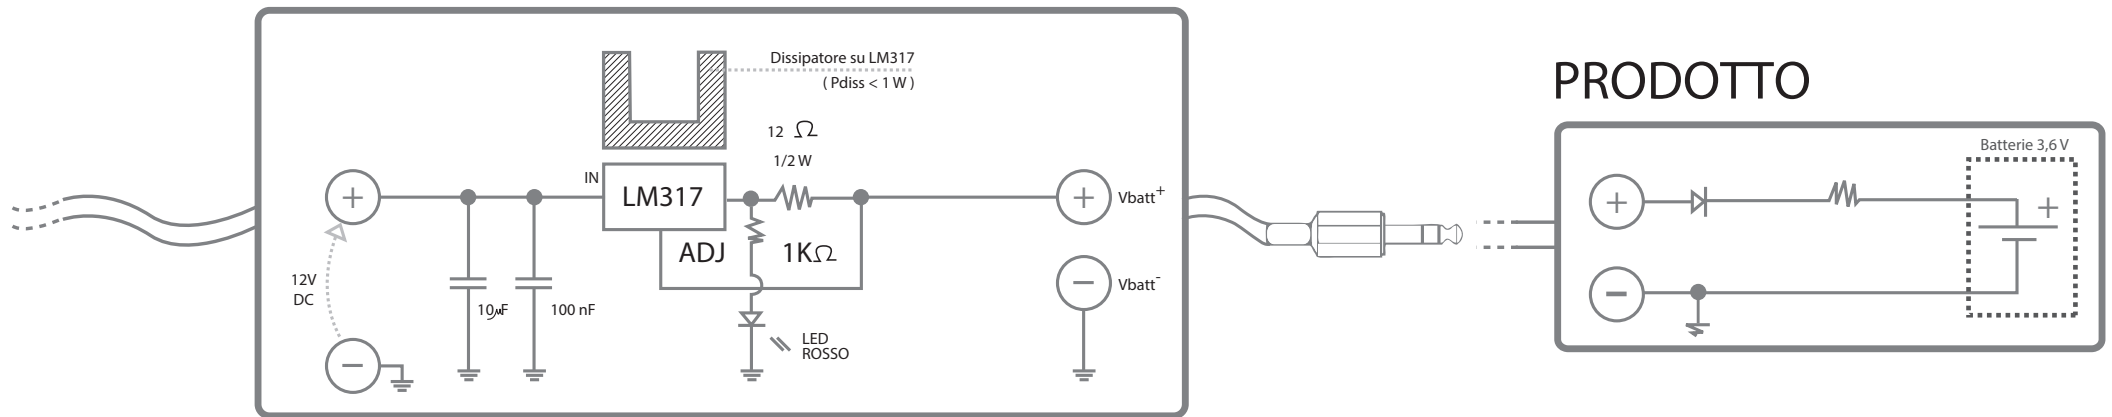 Dissipatore su LM317
( Pdiss < 1 W )
12 Ω
1/2 W
IN
LM317
ADJ
1KΩ
+
Vbatt+
−
Vbatt-
+
12V
DC
−
10μF
100 nF
LED
ROSSO
PRODOTTO
Batterie 3,6 V
+
+
−